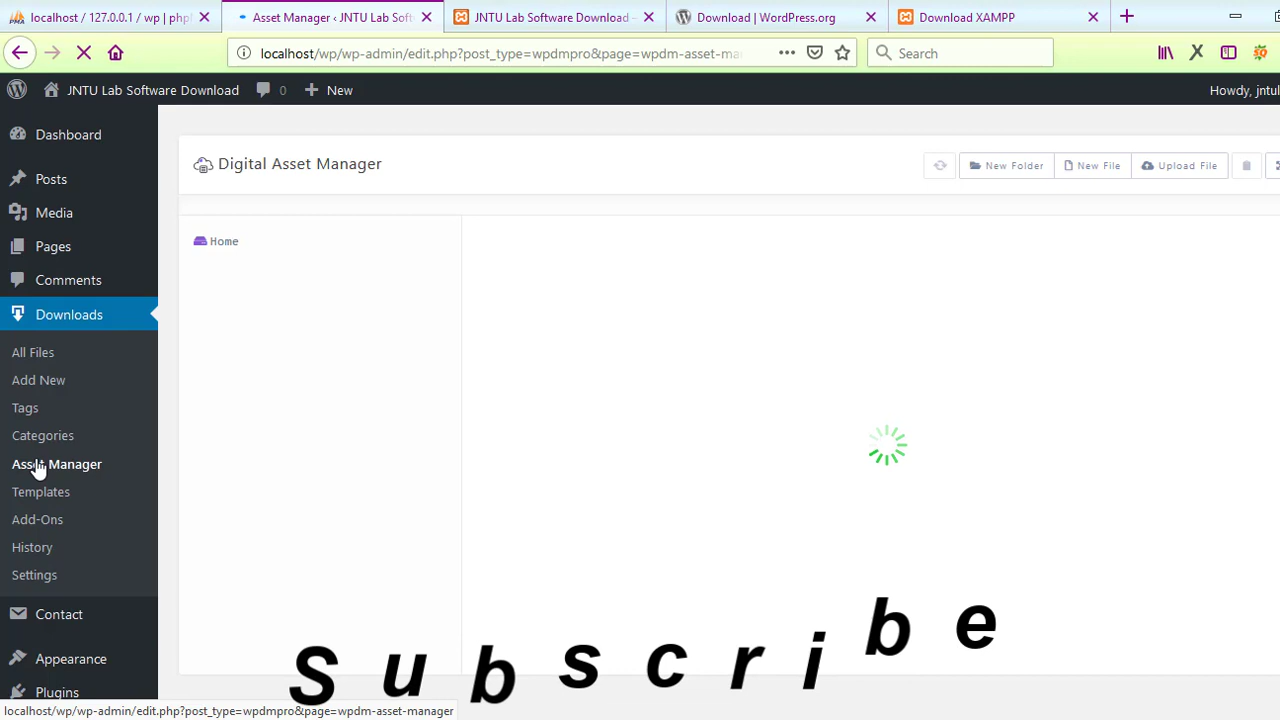 localhost / 127.0.0.1 / wp | php
Asset Manager ‹ JNTU Lab Soft
JNTU Lab Software Download –
Download | WordPress.org
Download XAMPP
localhost/wp/wp-admin/edit.php?post_type=wpdmpro&page=wpdm-asset-ma
Search
JNTU Lab Software Download
0
New
Howdy, jntul
Dashboard
Posts
Media
Pages
Comments
Downloads
All Files
Add New
Tags
Categories
Asset Manager
Templates
Add-Ons
History
Settings
Contact
Appearance
Plugins
Digital Asset Manager
New Folder
New File
Upload File
Home
Subscribe
localhost/wp/wp-admin/edit.php?post_type=wpdmpro&page=wpdm-asset-manager